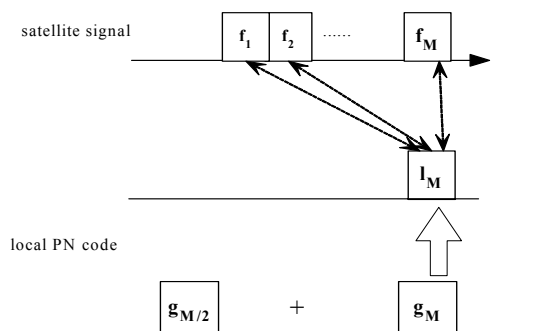 satellite signal f1 f2 ...... fM
lM
local PN code
gM/2 + gM